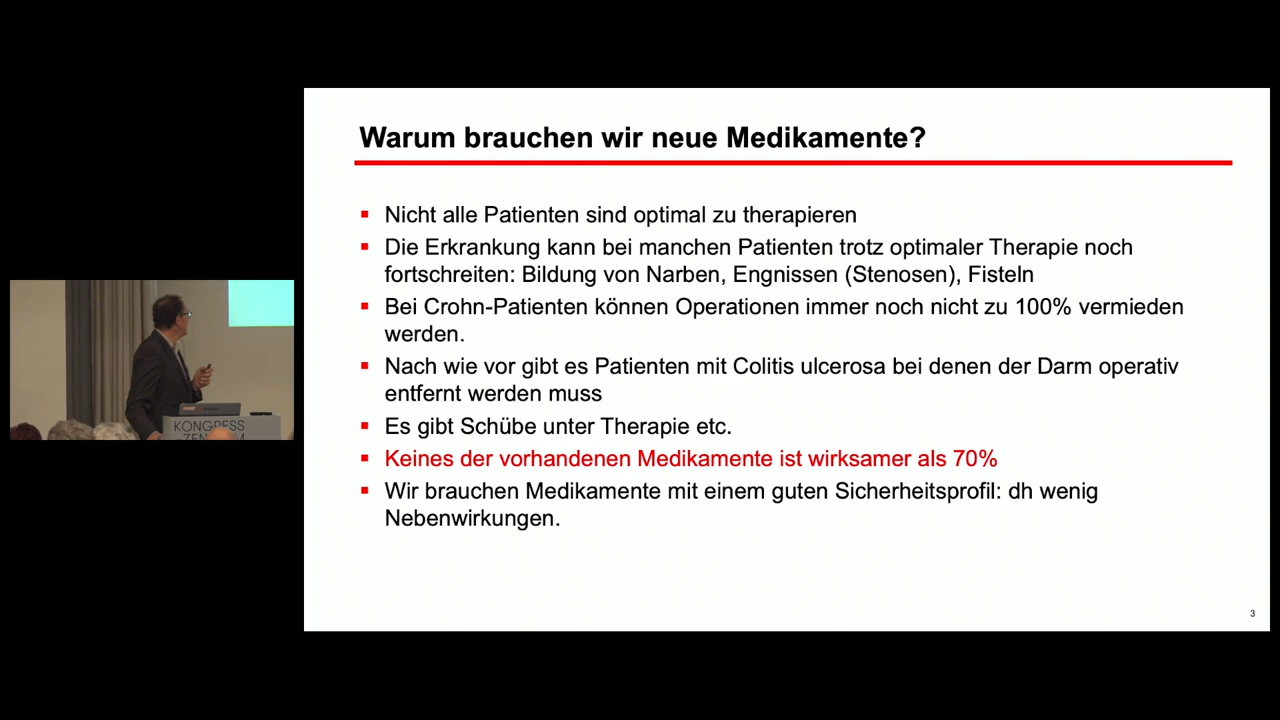 Warum brauchen wir neue Medikamente?
Nicht alle Patienten sind optimal zu therapieren
Die Erkrankung kann bei manchen Patienten trotz optimaler Therapie noch
fortschreiten: Bildung von Narben, Engnissen (Stenosen), Fisteln
Bei Crohn-Patienten können Operationen immer noch nicht zu 100% vermieden
werden.
Nach wie vor gibt es Patienten mit Colitis ulcerosa bei denen der Darm operativ
entfernt werden muss
Es gibt Schübe unter Therapie etc.
Keines der vorhandenen Medikamente ist wirksamer als 70%
Wir brauchen Medikamente mit einem guten Sicherheitsprofil: dh wenig
Nebenwirkungen.
3
KONGRESS
ZENTRUM